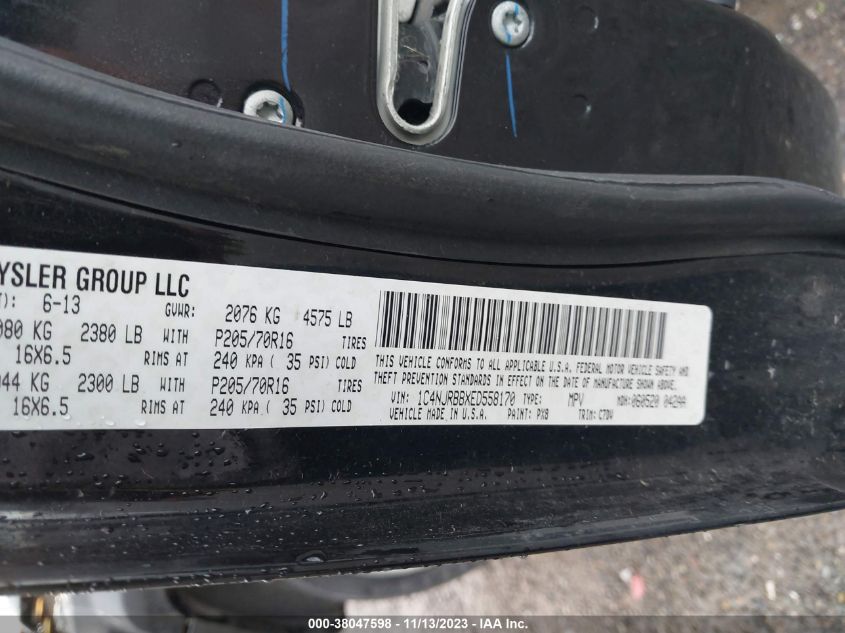 YSLER GROUP LLC
T): 6-13 GVWR: 2076 KG 4575 LB
080 KG 2380 LB WITH P205/70R16 TIRES
16X6.5 RIMS AT 240 KPA ( 35 PSI) COLD
044 KG 2300 LB WITH P205/70R16 TIRES
16X6.5 RIMS AT 240 KPA ( 35 PSI) COLD
THIS VEHICLE CONFORMS TO ALL APPLICABLE U.S.A. FEDERAL MOTOR VEHICLE SAFETY AND
THEFT PREVENTION STANDARDS IN EFFECT ON THE DATE OF MANUFACTURE SHOWN ABOVE.
VIN: 1C4NJRBBXED558170 TYPE: MPV MDH: 060520 0429A
VEHICLE MADE IN U.S.A. PAINT: PX8 TRIM: C7DV
000-38047598 - 11/13/2023 - IAA Inc.